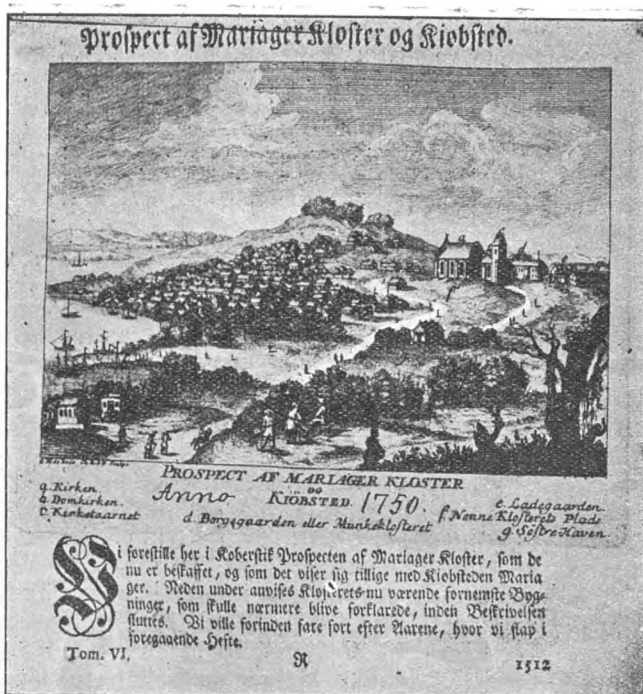 Prospect af Mariager Kloster og Kiobsted.
PROSPECT AF MARIAGER KLOSTER
OG
Anno KIÖBSTED. 1750.
a. Kirken.
b. Domkirken.
c. Kirketaarnet
d. Borggaarden eller Munkeklosteret
e. Ladegaarden.
f. Nonne Klosterets Plads
g. Søstre Haven.
Vi forestille her i Koberstik Prospecten af Mariager Kloster, som de
nu er beskaffet, og som det viser sig tillige med Kiobsteden Maria
ger. Neden under anvises Klosterets nu værende fornemste Byg-
ninger, som skulle nærmere blive forklarede, inden Beskrivelsen
sluttes. Vi ville forinden fare fort efter Aarene, hvor vi slap i
foregaaende Hefte.
Tom. VI. R 1512